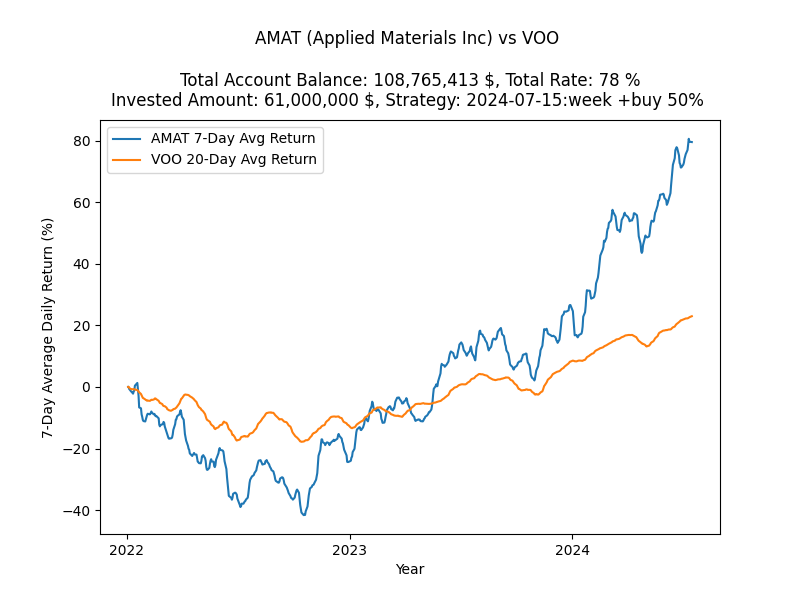 AMAT (Applied Materials Inc) vs VOO
Total Account Balance: 108,765,413 $, Total Rate: 78 %
Invested Amount: 61,000,000 $, Strategy: 2024-07-15:week +buy 50%
AMAT 7-Day Avg Return
VOO 20-Day Avg Return
7-Day Average Daily Return (%)
80
60
40
20
0
−20
−40
2022
2023
2024
Year